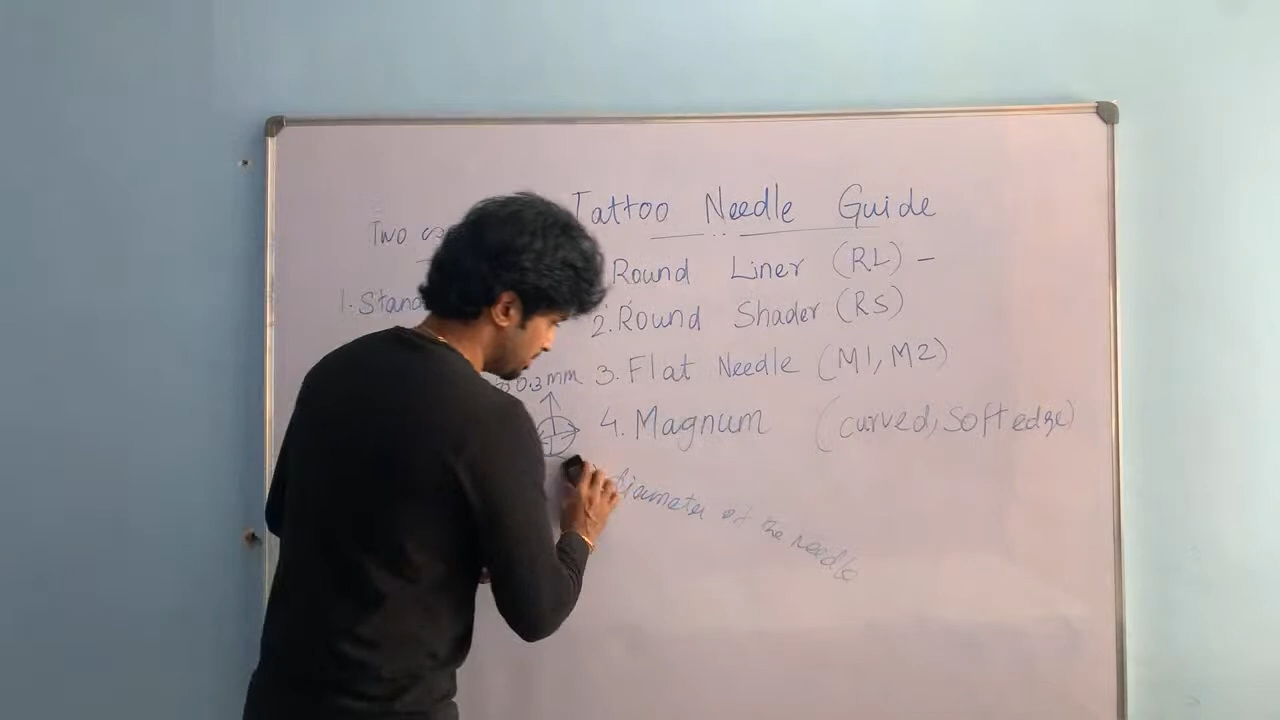 Tattoo Needle Guide
Two
Round Liner (RL) -
1. Stand
2. Round Shader (RS)
3. Flat Needle (M1, M2)
to 0.3mm
4. Magnum (curved, Soft edge)
diameter of the needle